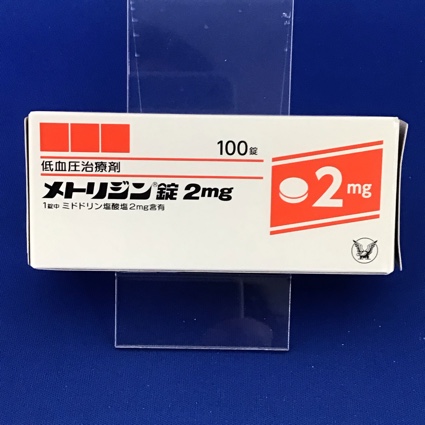 100錠
低血圧治療剤
メトリジン®錠 2mg
1錠中 ミドドリン塩酸塩2mg含有
2mg